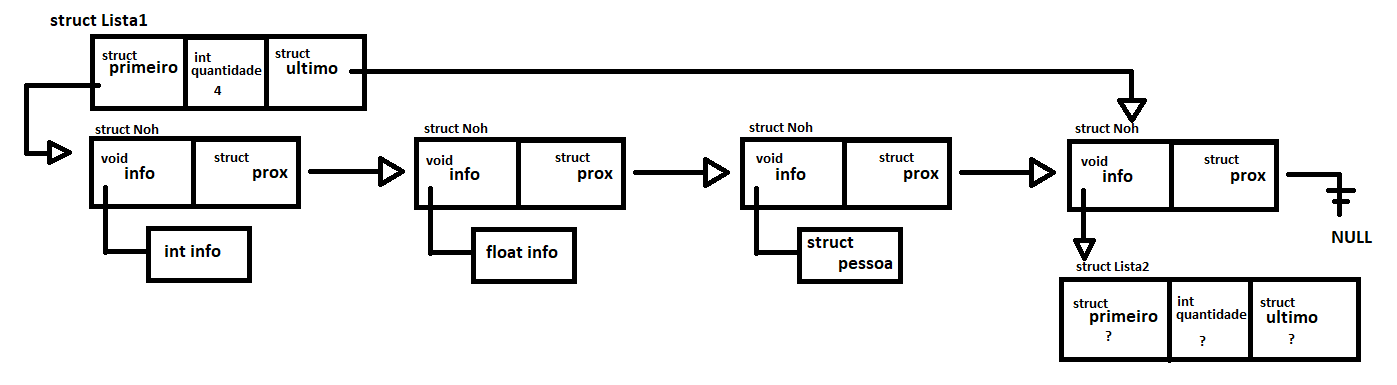 struct Lista1
struct
primeiro
int
quantidade
4
struct
ultimo
struct Noh
void
info
struct
prox
int info
struct Noh
void
info
struct
prox
float info
struct Noh
void
info
struct
prox
struct
pessoa
struct Noh
void
info
struct
prox
NULL
struct Lista2
struct
primeiro
?
int
quantidade
?
struct
ultimo
?